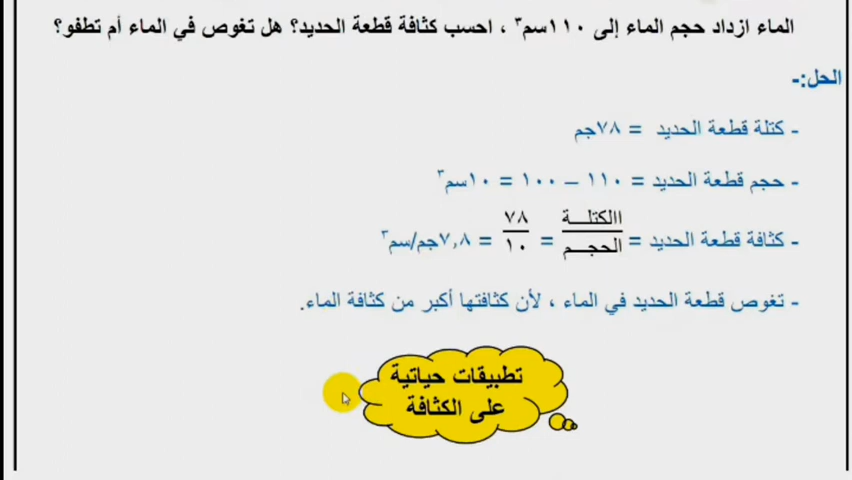 الماء ازداد حجم الماء إلى ١١٠سم٣ ، احسب كثافة قطعة الحديد؟ هل تغوص في الماء أم تطفو؟
الحل:-
- كتلة قطعة الحديد = ٧٨جم
- حجم قطعة الحديد = ١١٠ – ١٠٠ = ١٠سم٣
- كثافة قطعة الحديد = االكتلـــة / الحجـــم = ٧٨ / ١٠ = ٧,٨جم/سم٣
- تغوص قطعة الحديد في الماء ، لأن كثافتها أكبر من كثافة الماء.
تطبيقات حياتية
على الكثافة